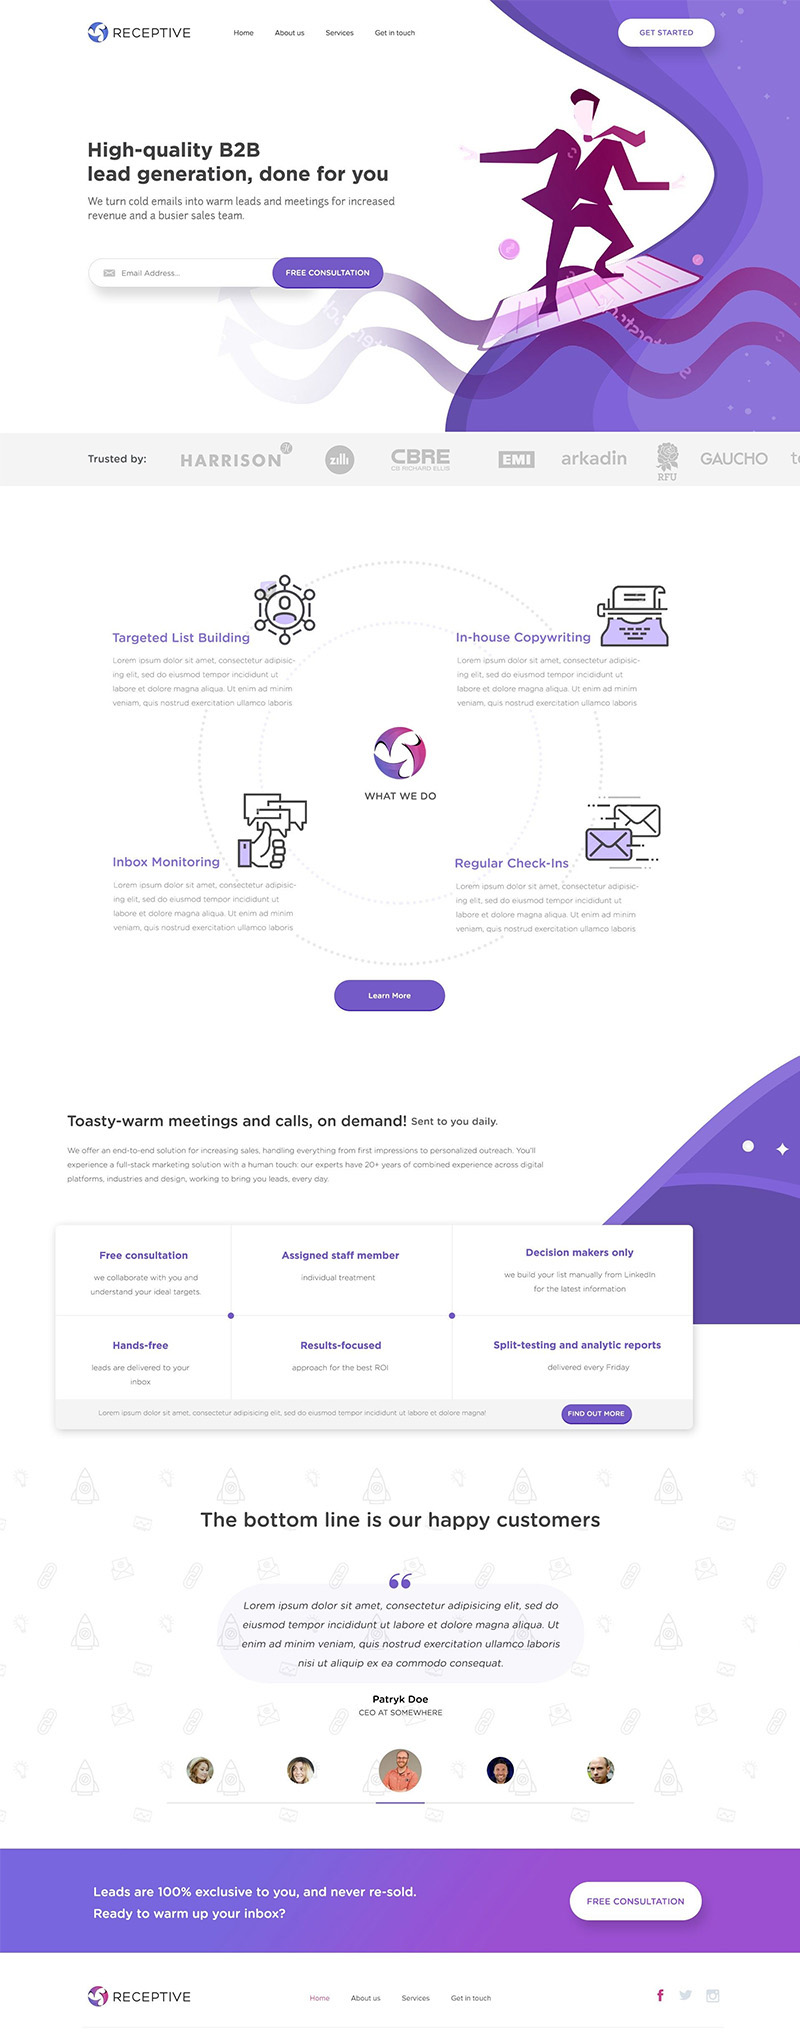 RECEPTIVE
Home
About us
Services
Get in touch
GET STARTED
High-quality B2B
lead generation, done for you
We turn cold emails into warm leads and meetings for increased
revenue and a busier sales team.
Email Address...
FREE CONSULTATION
Trusted by:
HARRISON
zilli
CBRE
CB RICHARD ELLIS
EMI
arkadin
RFU
GAUCHO
Targeted List Building
Lorem ipsum dolor sit amet, consectetur adipisic-
ing elit, sed do eiusmod tempor incididunt ut
labore et dolore magna aliqua. Ut enim ad minim
veniam, quis nostrud exercitation ullamco laboris
In-house Copywriting
Lorem ipsum dolor sit amet, consectetur adipisic-
ing elit, sed do eiusmod tempor incididunt ut
labore et dolore magna aliqua. Ut enim ad minim
veniam, quis nostrud exercitation ullamco laboris
WHAT WE DO
Inbox Monitoring
Lorem ipsum dolor sit amet, consectetur adipisic-
ing elit, sed do eiusmod tempor incididunt ut
labore et dolore magna aliqua. Ut enim ad minim
veniam, quis nostrud exercitation ullamco laboris
Regular Check-Ins
Lorem ipsum dolor sit amet, consectetur adipisic-
ing elit, sed do eiusmod tempor incididunt ut
labore et dolore magna aliqua. Ut enim ad minim
veniam, quis nostrud exercitation ullamco laboris
Learn More
Toasty-warm meetings and calls, on demand! Sent to you daily.
We offer an end-to-end solution for increasing sales, handling everything from first impressions to personalized outreach. You'll
experience a full-stack marketing solution with a human touch: our experts have 20+ years of combined experience across digital
platforms, industries and design, working to bring you leads, every day.
Free consultation
we collaborate with you and
understand your ideal targets.
Assigned staff member
individual treatment
Decision makers only
we build your list manually from LinkedIn
for the latest information
Hands-free
leads are delivered to your
inbox
Results-focused
approach for the best ROI
Split-testing and analytic reports
delivered every Friday
Lorem ipsum dolor sit amet, consectetur adipisicing elit, sed do eiusmod tempor incididunt ut labore et dolore magna!
FIND OUT MORE
The bottom line is our happy customers
Lorem ipsum dolor sit amet, consectetur adipisicing elit, sed do
eiusmod tempor incididunt ut labore et dolore magna aliqua. Ut
enim ad minim veniam, quis nostrud exercitation ullamco laboris
nisi ut aliquip ex ea commodo consequat.
Patryk Doe
CEO AT SOMEWHERE
Leads are 100% exclusive to you, and never re-sold.
Ready to warm up your inbox?
FREE CONSULTATION
RECEPTIVE
Home
About us
Services
Get in touch